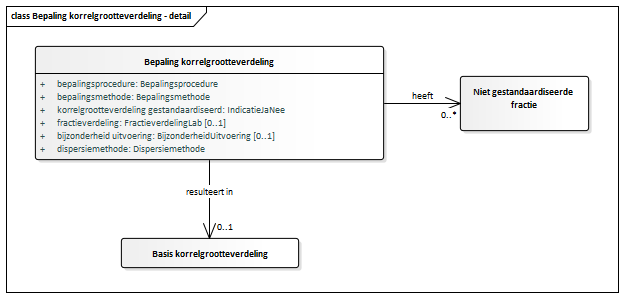 class Bepaling korrelgrootteverdeling - detail
Bepaling korrelgrootteverdeling
+ bepalingsprocedure: Bepalingsprocedure
+ bepalingsmethode: Bepalingsmethode
+ korrelgrootteverdeling gestandaardiseerd: IndicatieJaNee
+ fractieverdeling: FractieverdelingLab [0..1]
+ bijzonderheid uitvoering: BijzonderheidUitvoering [0..1]
+ dispersiemethode: Dispersiemethode
heeft
0..*
Niet gestandaardiseerde
fractie
resulteert in
0..1
Basis korrelgrootteverdeling